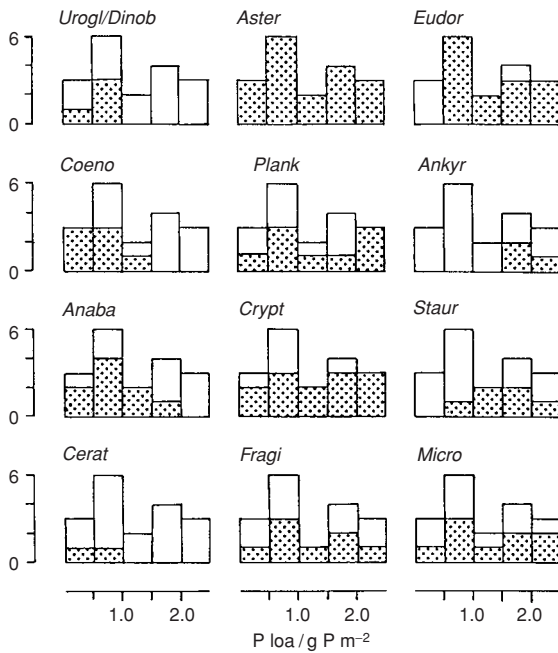 Urogl/Dinob Aster Eudor
6
0
Coeno Plank Ankyr
6
0
Anaba Crypt Staur
6
0
Cerat Fragi Micro
6
0
1.0 2.0 1.0 2.0 1.0 2.0
P loa / g P m⁻²